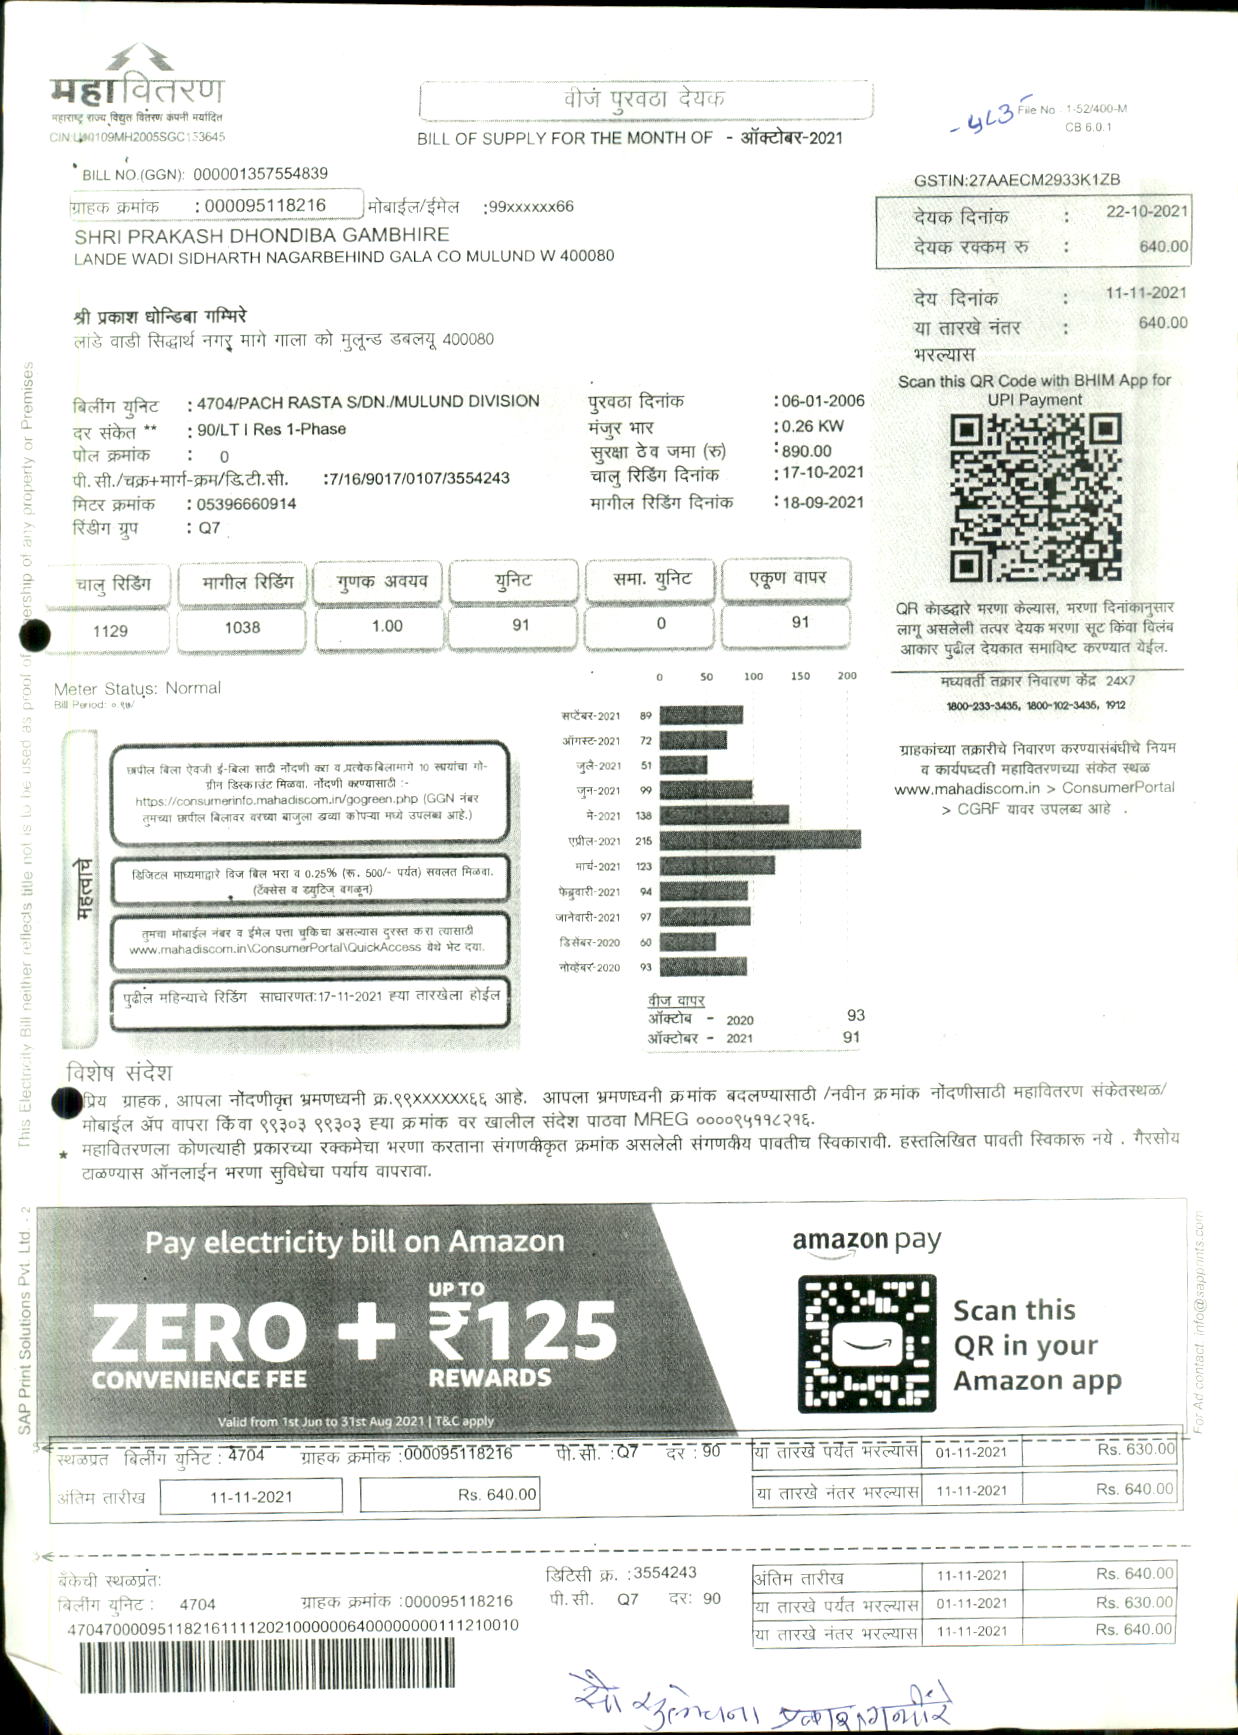 महावितरण
महाराष्ट्र राज्य विद्युत वितरण कंपनी मर्यादित
वीज पुरवठा देयक
BILL OF SUPPLY FOR THE MONTH OF - ऑक्टोबर-2021
File No : 1-52/400-M
CB 6.0.1
BILL NO.(GGN): 000001357554839
GSTIN:27AAECM2933K1ZB
ग्राहक क्रमांक : 000095118216 मोबाईल/ईमेल :99xxxxxx66
SHRI PRAKASH DHONDIBA GAMBHIRE
LANDE WADI SIDHARTH NAGARBEHIND GALA CO MULUND W 400080
देयक दिनांक : 22-10-2021
देयक रक्कम रु : 640.00
देय दिनांक : 11-11-2021
या तारखे नंतर : 640.00
भरल्यास
श्री प्रकाश धोन्डिबा गम्भिरे
लांडे वाडी सिद्धार्थ नगर् मागे गाला को मुलून्ड डबलयू 400080
Scan this QR Code with BHIM App for
UPI Payment
बिलींग युनिट : 4704/PACH RASTA S/DN./MULUND DIVISION
दर संकेत ** : 90/LT I Res 1-Phase
पोल क्रमांक : 0
पी.सी./चक्र+मार्ग-क्रम/डि.टी.सी. :7/16/9017/0107/3554243
मिटर क्रमांक : 05396660914
रिंडीग ग्रुप : Q7
पुरवठा दिनांक : 06-01-2006
मंजुर भार : 0.26 KW
सुरक्षा ठेव जमा (रु) : 890.00
चालु रिडिंग दिनांक : 17-10-2021
मागील रिडिंग दिनांक : 18-09-2021
चालु रिडिंग मागील रिडिंग गुणक अवयव युनिट समा. युनिट एकूण वापर
1129 1038 1.00 91 0 91
QR कोडद्वारे भरणा केल्यास, भरणा दिनांकानुसार
लागू असलेली तत्पर देयक भरणा सूट किंवा विलंब
आकार पुढील देयकात समाविष्ट करण्यात येईल.
मध्यवर्ती तक्रार निवारण केंद्र 24X7
1800-233-3435, 1800-102-3435, 1912
ग्राहकांच्या तक्रारीचे निवारण करण्यासंबंधीचे नियम
व कार्यपध्दती महावितरणच्या संकेत स्थळ
www.mahadiscom.in > ConsumerPortal
> CGRF यावर उपलब्ध आहे .
Meter Status: Normal
Bill Period: ०.९७/
महत्वाचे
छापील बिला ऐवजी ई-बिला साठी नोंदणी करा व प्रत्येक बिलामागे 10 रुपयांचा गो-
ग्रीन डिस्काउंट मिळवा. नोंदणी करण्यासाठी :-
https://consumerinfo.mahadiscom.in/gogreen.php (GGN नंबर
तुमच्या छापील बिलावर वरच्या बाजुला डाव्या कोपऱ्या मध्ये उपलब्ध आहे.)
डिजिटल माध्यमाद्वारे विज बिल भरा व 0.25% (रू. 500/- पर्यंत) सवलत मिळवा.
(टॅक्सेस व ड्युटिज् वगळून)
तुमचा मोबाईल नंबर व ईमेल पत्ता चुकिचा असल्यास दुरस्त करा त्यासाठी
www.mahadiscom.in\ConsumerPortal\QuickAccess येथे भेट दया.
पुढील महिन्याचे रिडिंग साधारणत:17-11-2021 ह्या तारखेला होईल
0 50 100 150 200
सप्टेंबर-2021 89
ऑगस्ट-2021 72
जुलै-2021 51
जुन-2021 99
मे-2021 138
एप्रील-2021 215
मार्च-2021 123
फेब्रुवारी-2021 94
जानेवारी-2021 97
डिसेंबर-2020 60
नोव्हेंबर-2020 93
वीज वापर
ऑक्टोब - 2020 93
ऑक्टोबर - 2021 91
विशेष संदेश
प्रिय ग्राहक, आपला नोंदणीकृत भ्रमणध्वनी क्र.९९XXXXXX६६ आहे. आपला भ्रमणध्वनी क्रमांक बदलण्यासाठी /नवीन क्रमांक नोंदणीसाठी महावितरण संकेतस्थळ/
मोबाईल ॲप वापरा किंवा ९९३०३ ९९३०३ ह्या क्रमांक वर खालील संदेश पाठवा MREG ००००९५११८२१६.
* महावितरणला कोणत्याही प्रकारच्या रक्कमेचा भरणा करताना संगणकीकृत क्रमांक असलेली संगणकीय पावतीच स्विकारावी. हस्तलिखित पावती स्विकारू नये . गैरसोय
टाळण्यास ऑनलाईन भरणा सुविधेचा पर्याय वापरावा.
This Electricity Bill neither reflects title not is to be used as proof of ownership of any property or Premises
SAP Print Solutions Pvt. Ltd. - 2
For Ad contact info@sapprints.com
Pay electricity bill on Amazon
ZERO + UP TO ₹125
CONVENIENCE FEE REWARDS
Valid from 1st Jun to 31st Aug 2021 | T&C apply
amazon pay
Scan this
QR in your
Amazon app
स्थळप्रत बिलींग युनिट : 4704 ग्राहक क्रमांक :000095118216 पी.सी. :Q7 दर : 90 या तारखे पर्यंत भरल्यास 01-11-2021 Rs. 630.00
अंतिम तारीख 11-11-2021 Rs. 640.00 या तारखे नंतर भरल्यास 11-11-2021 Rs. 640.00
बँकेची स्थळप्रत: डिटिसी क्र. :3554243 अंतिम तारीख 11-11-2021 Rs. 640.00
बिलींग युनिट : 4704 ग्राहक क्रमांक :000095118216 पी.सी. Q7 दर: 90 या तारखे पर्यंत भरल्यास 01-11-2021 Rs. 630.00
या तारखे नंतर भरल्यास 11-11-2021 Rs. 640.00